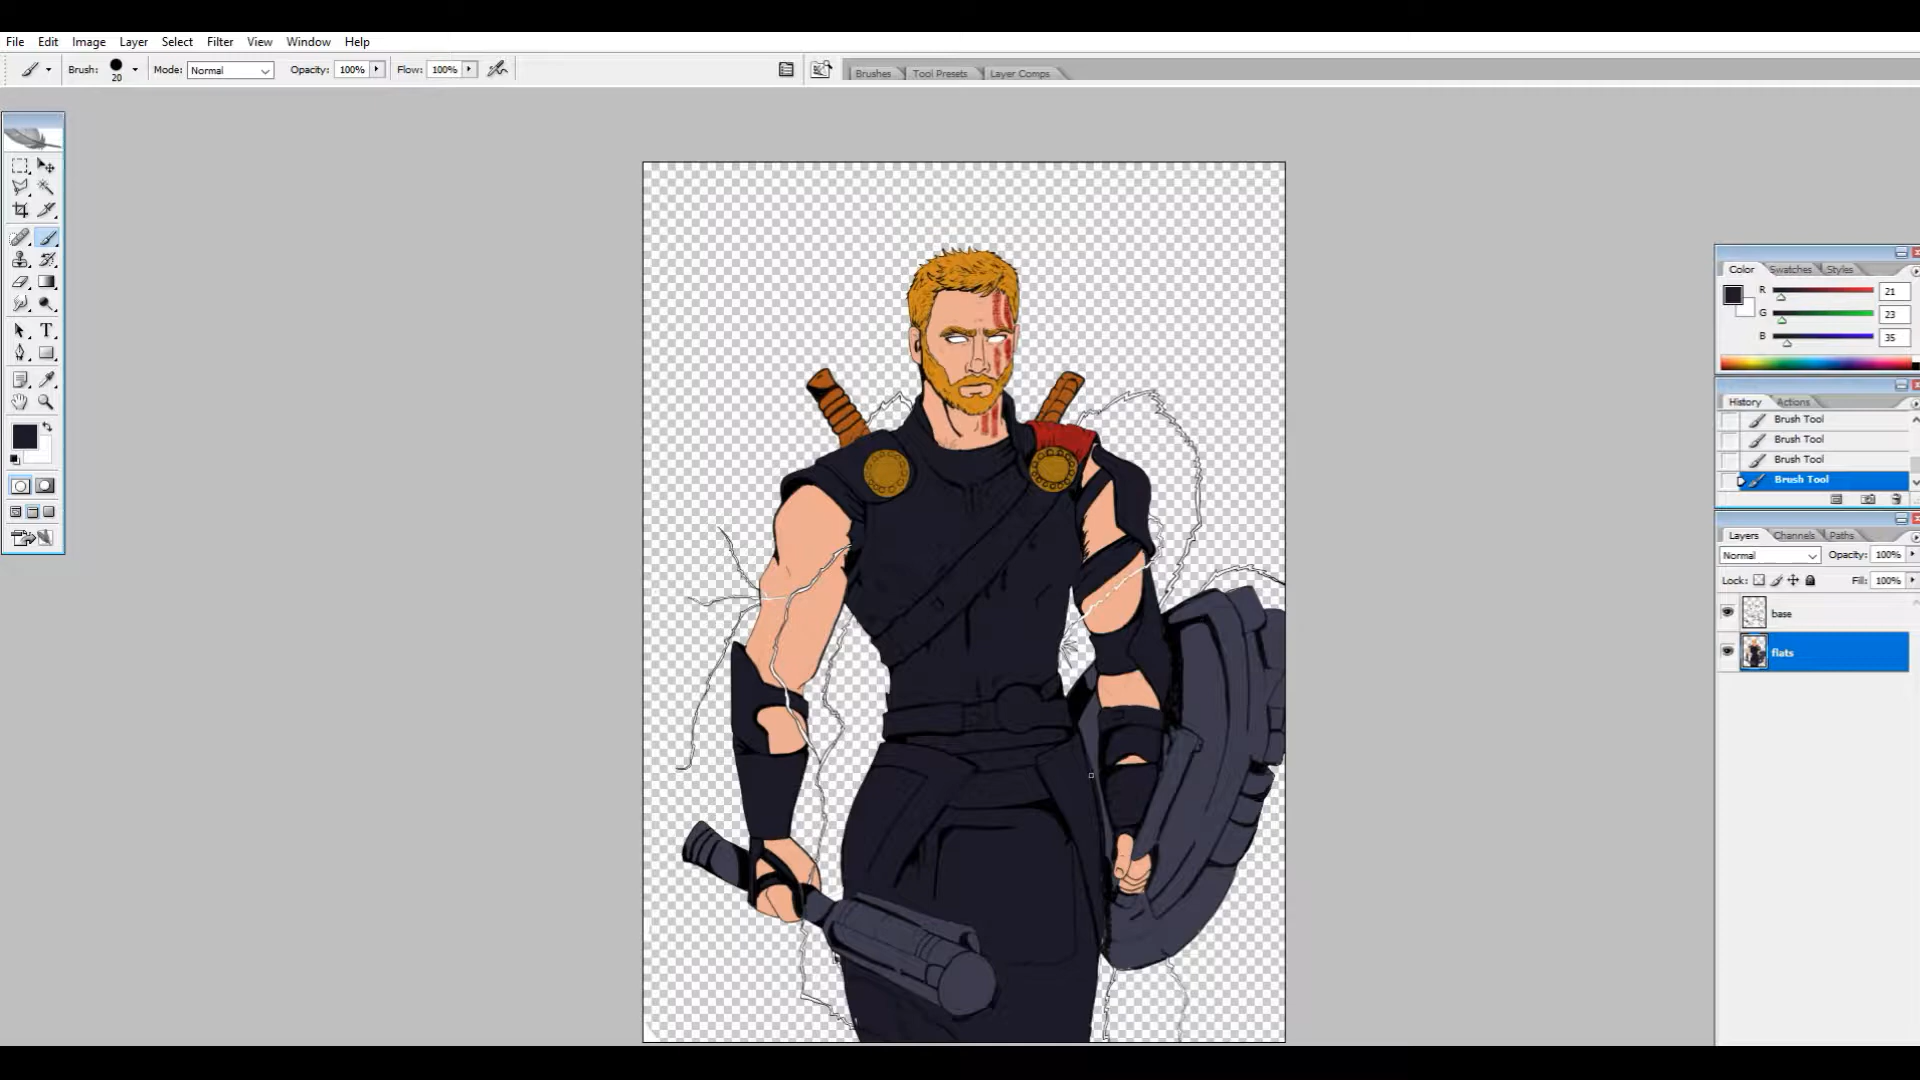 File Edit Image Layer Select Filter View Window Help
Brush: 20 Mode: Normal Opacity: 100% Flow: 100% Brushes Tool Presets Layer Comps
Color Swatches Styles
R 21
G 23
B 35
History Actions
Brush Tool
Brush Tool
Brush Tool
Brush Tool
Layers Channels Paths
Normal Opacity: 100%
Lock: Fill: 100%
base
flats